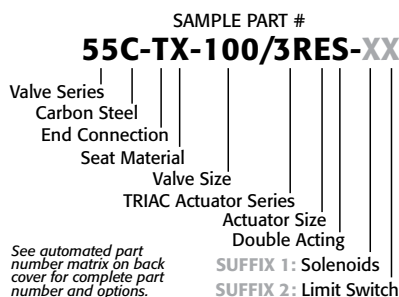 SAMPLE PART #
55C-TX-100/3RES-XX
Valve Series
Carbon Steel
End Connection
Seat Material
Valve Size
TRIAC Actuator Series
Actuator Size
Double Acting
SUFFIX 1: Solenoids
SUFFIX 2: Limit Switch
See automated part
number matrix on back
cover for complete part
number and options.